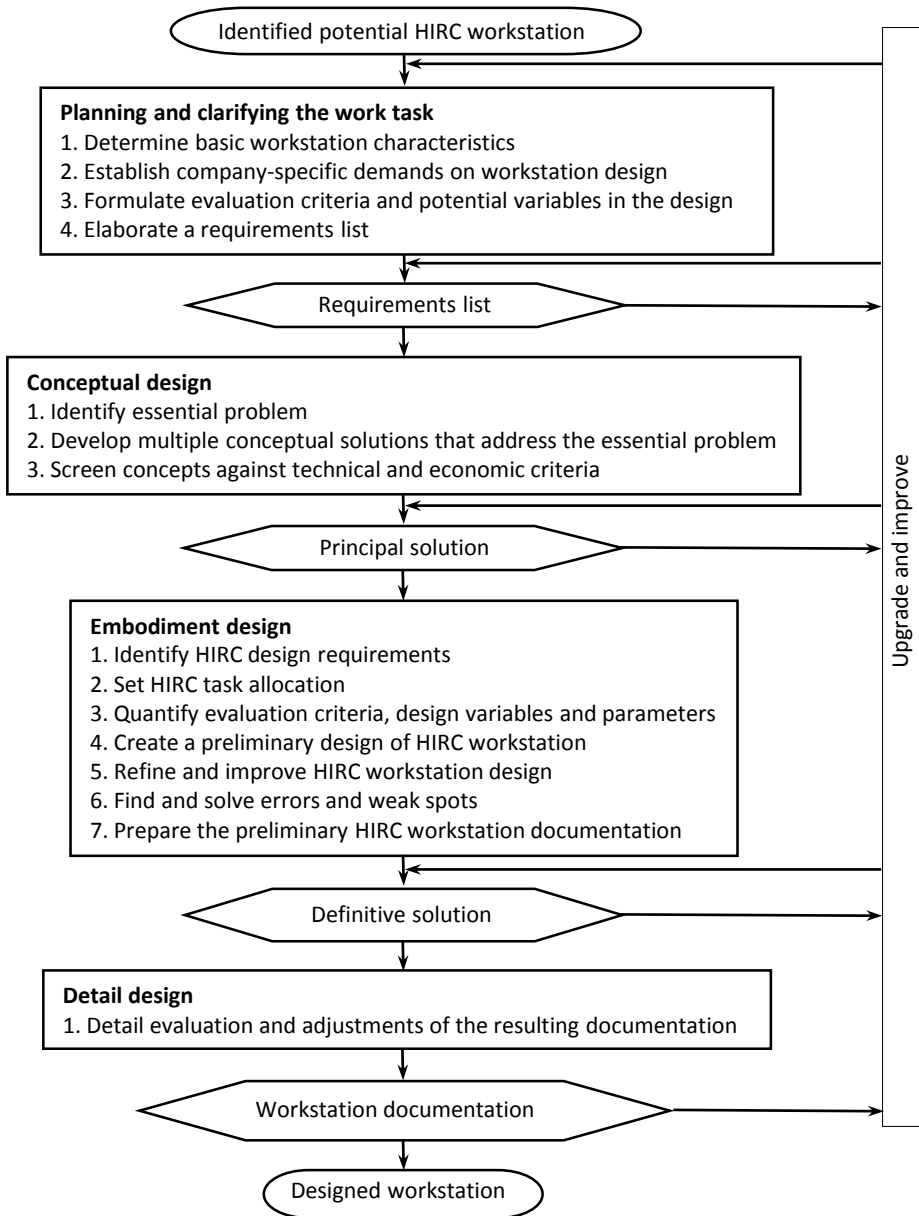 Identified potential HIRC workstation
Planning and clarifying the work task
1. Determine basic workstation characteristics
2. Establish company-specific demands on workstation design
3. Formulate evaluation criteria and potential variables in the design
4. Elaborate a requirements list
Requirements list
Conceptual design
1. Identify essential problem
2. Develop multiple conceptual solutions that address the essential problem
3. Screen concepts against technical and economic criteria
Principal solution
Embodiment design
1. Identify HIRC design requirements
2. Set HIRC task allocation
3. Quantify evaluation criteria, design variables and parameters
4. Create a preliminary design of HIRC workstation
5. Refine and improve HIRC workstation design
6. Find and solve errors and weak spots
7. Prepare the preliminary HIRC workstation documentation
Definitive solution
Detail design
1. Detail evaluation and adjustments of the resulting documentation
Workstation documentation
Designed workstation
Upgrade and improve